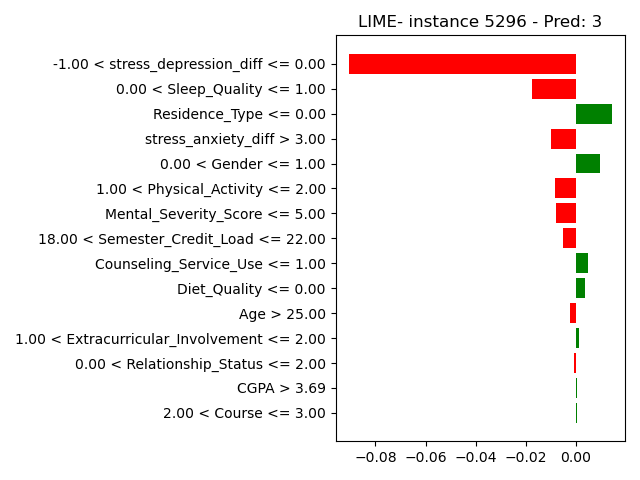 LIME- instance 5296 - Pred: 3
-1.00 < stress_depression_diff <= 0.00
0.00 < Sleep_Quality <= 1.00
Residence_Type <= 0.00
stress_anxiety_diff > 3.00
0.00 < Gender <= 1.00
1.00 < Physical_Activity <= 2.00
Mental_Severity_Score <= 5.00
18.00 < Semester_Credit_Load <= 22.00
Counseling_Service_Use <= 1.00
Diet_Quality <= 0.00
Age > 25.00
1.00 < Extracurricular_Involvement <= 2.00
0.00 < Relationship_Status <= 2.00
CGPA > 3.69
2.00 < Course <= 3.00
−0.08 −0.06 −0.04 −0.02 0.00